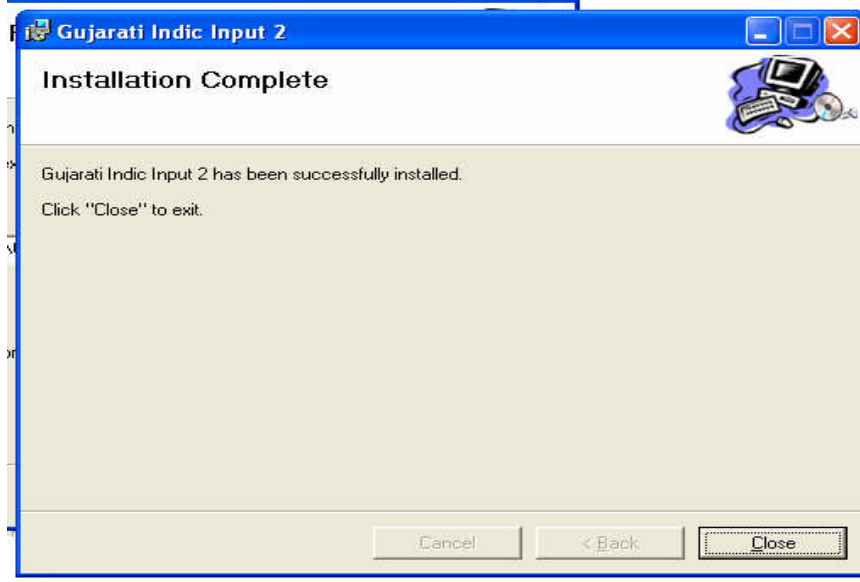 Gujarati Indic Input 2
Installation Complete
Gujarati Indic Input 2 has been successfully installed.
Click "Close" to exit.
Cancel
< Back
Close